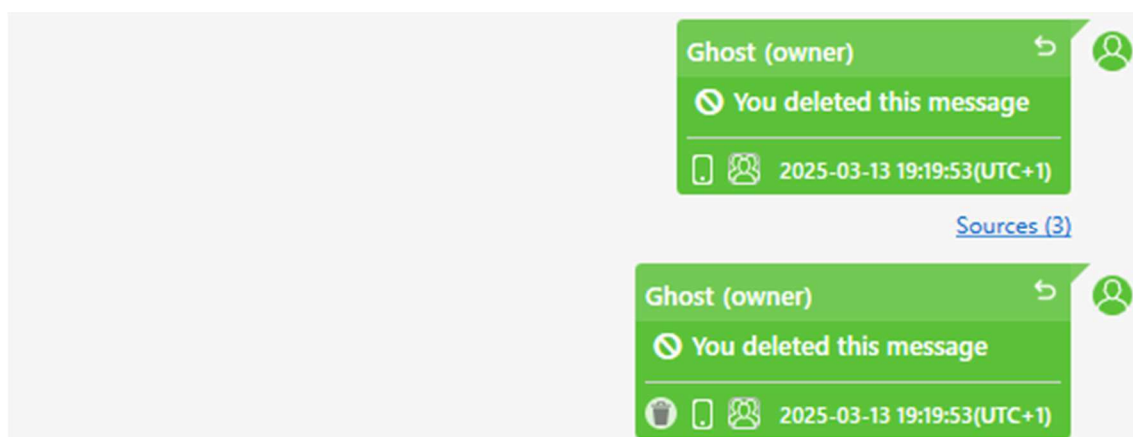 Ghost (owner)
You deleted this message
2025-03-13 19:19:53(UTC+1)
Sources (3)
Ghost (owner)
You deleted this message
2025-03-13 19:19:53(UTC+1)